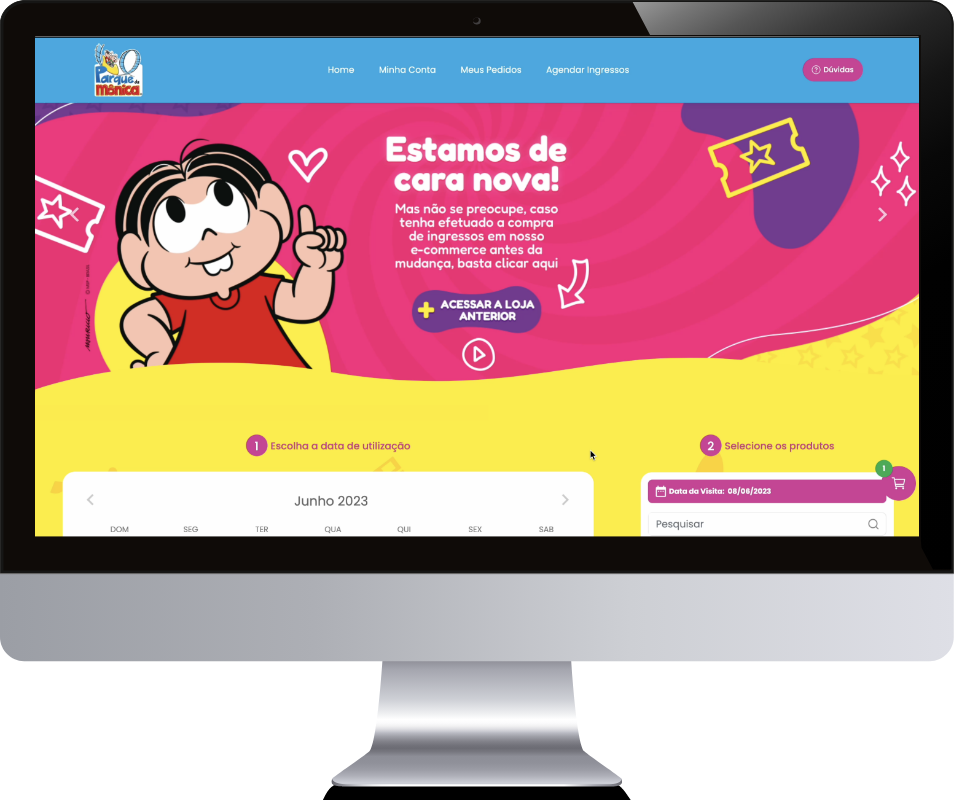 Parque da
Mônica
Home
Minha Conta
Meus Pedidos
Agendar Ingressos
Dúvidas
Estamos de
cara nova!
Mas não se preocupe, caso
tenha efetuado a compra
de ingressos em nosso
e-commerce antes da
mudança, basta clicar aqui
ACESSAR A LOJA
ANTERIOR
1 Escolha a data de utilização
2 Selecione os produtos
1
Junho 2023
Data da Visita: 08/06/2023
DOM SEG TER QUA QUI SEX SAB
Pesquisar